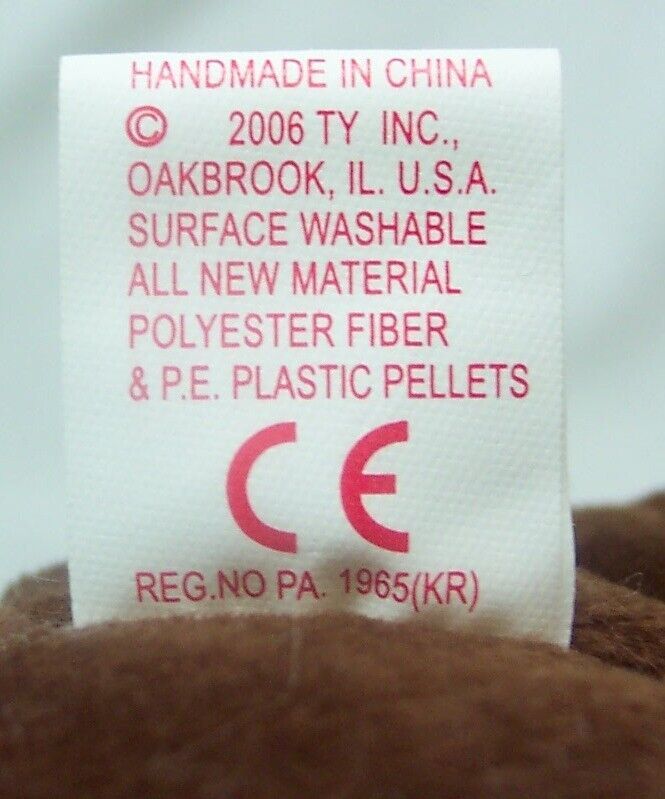 HANDMADE IN CHINA
© 2006 TY INC.,
OAKBROOK, IL. U.S.A.
SURFACE WASHABLE
ALL NEW MATERIAL
POLYESTER FIBER
& P.E. PLASTIC PELLETS
CE
REG.NO PA. 1965(KR)